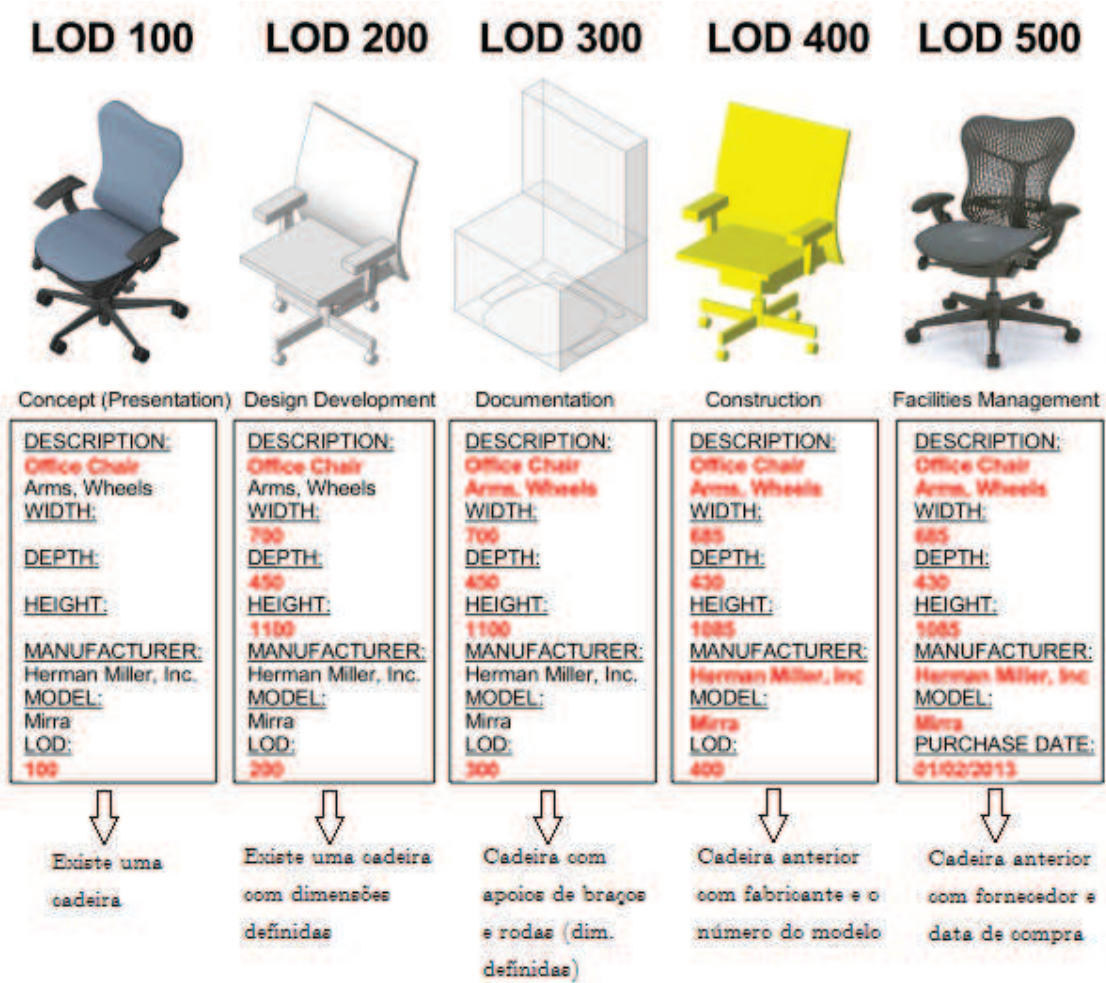 LOD 100
LOD 200
LOD 300
LOD 400
LOD 500
Concept (Presentation)
DESCRIPTION:
Office Chair
Arms, Wheels
WIDTH:
DEPTH:
HEIGHT:
MANUFACTURER:
Herman Miller, Inc.
MODEL:
Mirra
LOD:
100
Existe uma
cadeira
Design Development
DESCRIPTION:
Office Chair
Arms, Wheels
WIDTH:
700
DEPTH:
450
HEIGHT:
1100
MANUFACTURER:
Herman Miller, Inc.
MODEL:
Mirra
LOD:
200
Existe uma cadeira
com dimensões
definidas
Documentation
DESCRIPTION:
Office Chair
Arms, Wheels
WIDTH:
700
DEPTH:
450
HEIGHT:
1100
MANUFACTURER:
Herman Miller, Inc.
MODEL:
Mirra
LOD:
300
Cadeira com
apoios de braços
e rodas (dim.
definidas)
Construction
DESCRIPTION:
Office Chair
Arms, Wheels
WIDTH:
685
DEPTH:
430
HEIGHT:
1085
MANUFACTURER:
Herman Miller, Inc
MODEL:
Mirra
LOD:
400
Cadeira anterior
com fabricante e o
número do modelo
Facilities Management
DESCRIPTION:
Office Chair
Arms, Wheels
WIDTH:
685
DEPTH:
430
HEIGHT:
1085
MANUFACTURER:
Herman Miller, Inc
MODEL:
Mirra
PURCHASE DATE:
01/02/2013
Cadeira anterior
com fornecedor e
data de compra